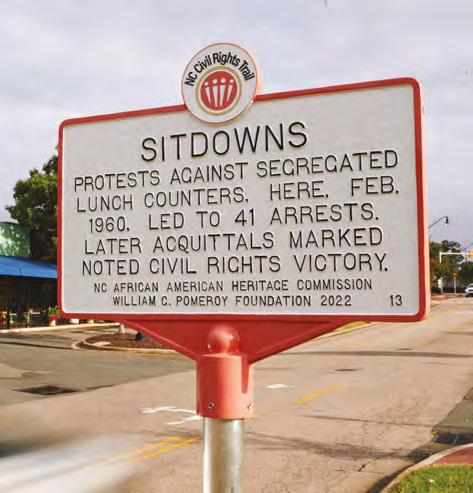 NC Civil Rights Trail
SITDOWNS
PROTESTS AGAINST SEGREGATED
LUNCH COUNTERS, HERE, FEB.
1960, LED TO 41 ARRESTS.
LATER ACQUITTALS MARKED
NOTED CIVIL RIGHTS VICTORY.
NC AFRICAN AMERICAN HERITAGE COMMISSION
WILLIAM G. POMEROY FOUNDATION 2022 13